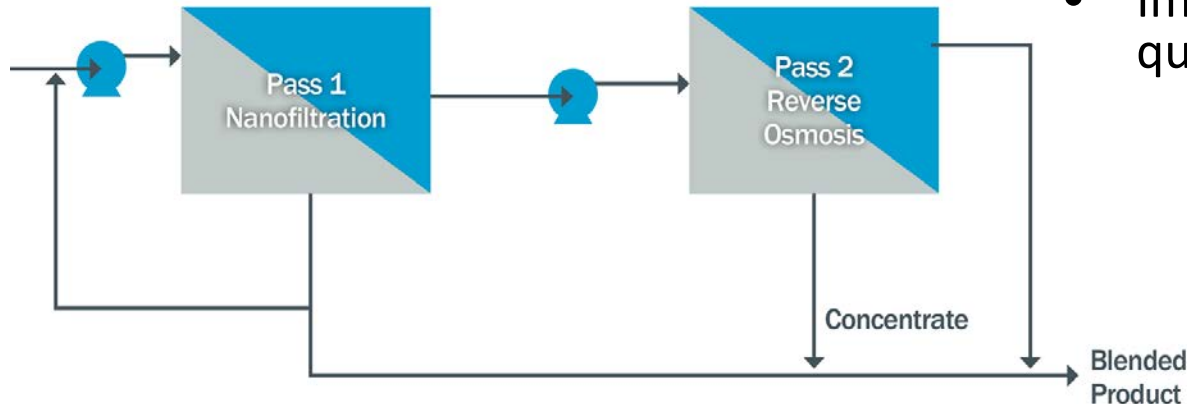 Pass 1
Nanofiltration
Pass 2
Reverse
Osmosis
Concentrate
Blended
Product